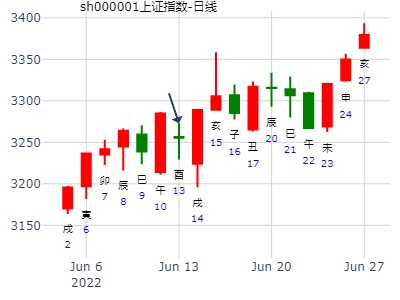 sh000001上证指数-日线
3400
3350
3300
3250
3200
3150
戌
2
寅
6
卯
7
辰
8
巳
9
午
10
酉
13
戌
14
亥
15
子
16
丑
17
辰
20
巳
21
午
22
未
23
申
24
亥
27
Jun 6
2022
Jun 13
Jun 20
Jun 27